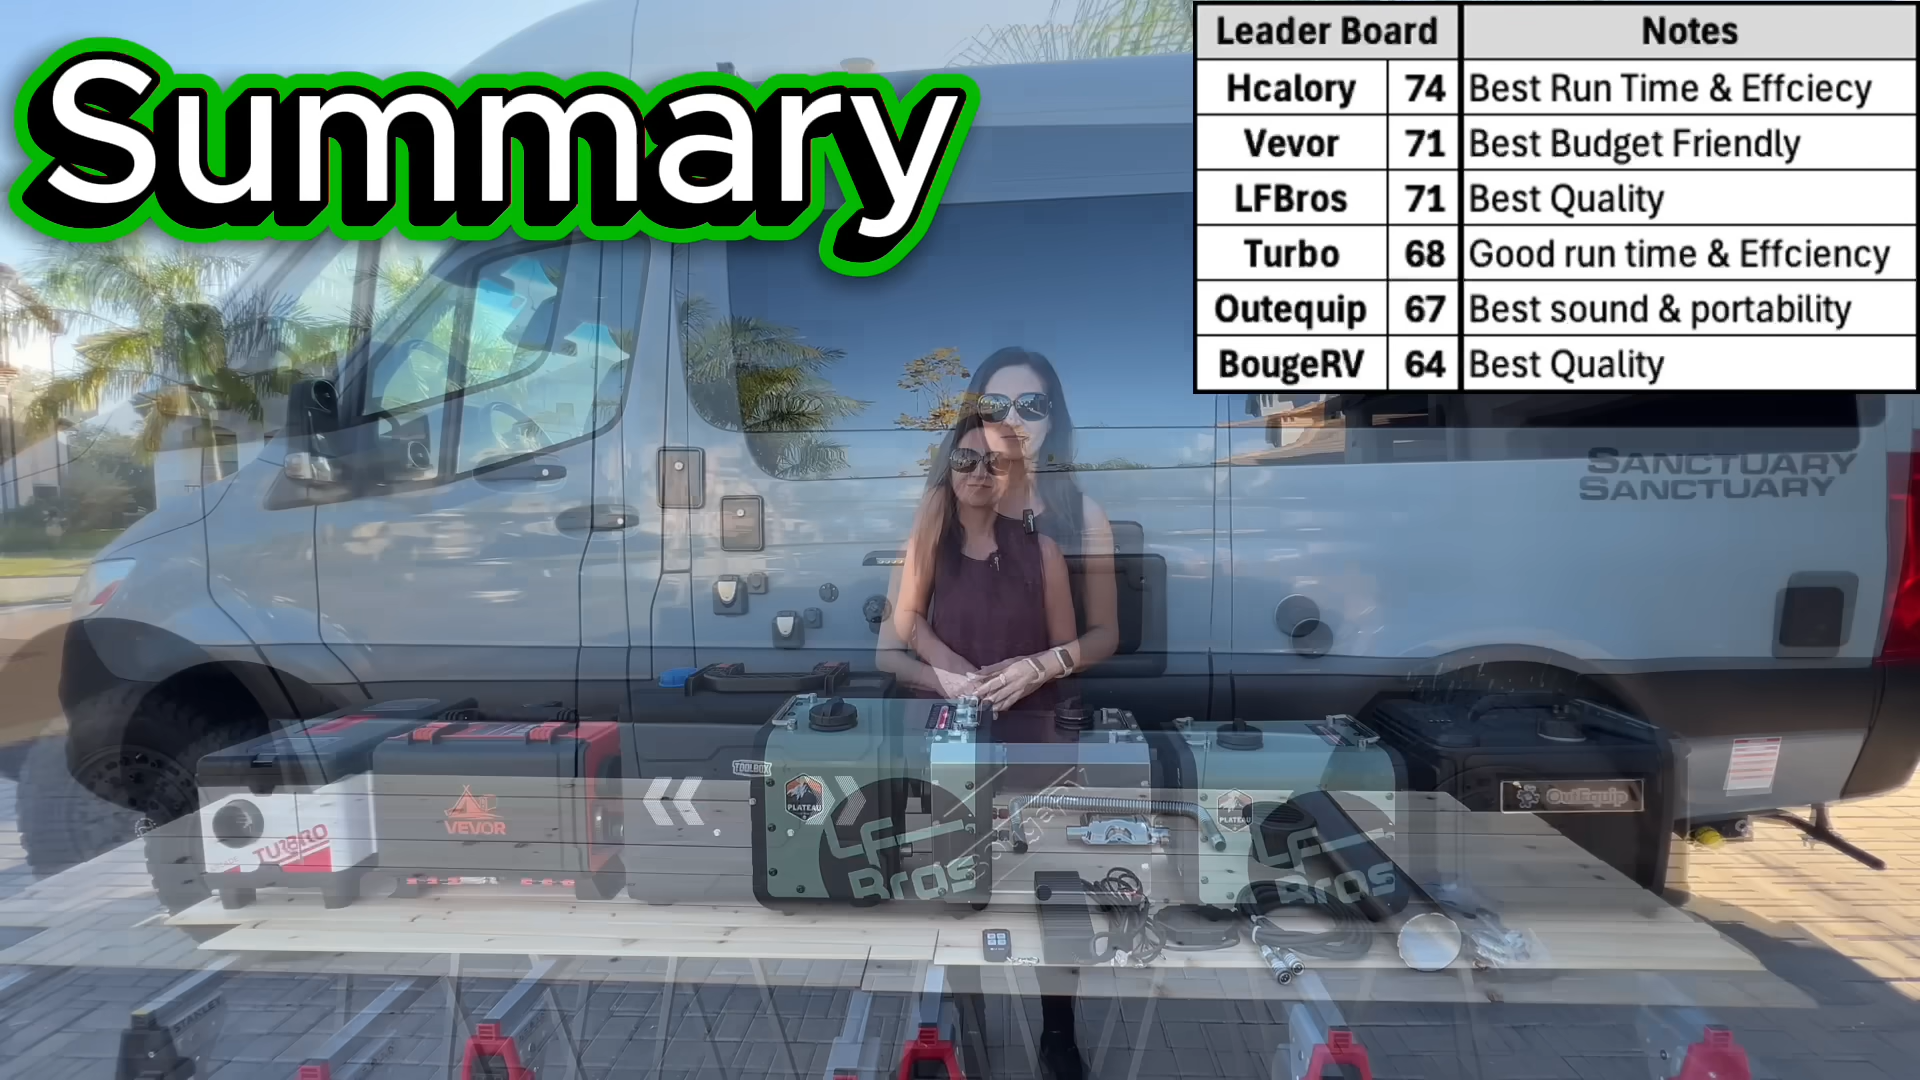 Summary
Leader Board Notes
Hcalory 74 Best Run Time & Effciecy
Vevor 71 Best Budget Friendly
LFBros 71 Best Quality
Turbo 68 Good run time & Effciency
Outequip 67 Best sound & portability
BougeRV 64 Best Quality
SANCTUARY
SANCTUARY
TOOLBOX
PLATEAU
PLATEAU
OutEquip
VEVOR
TURBRO
LF
Bros
LF
Bros